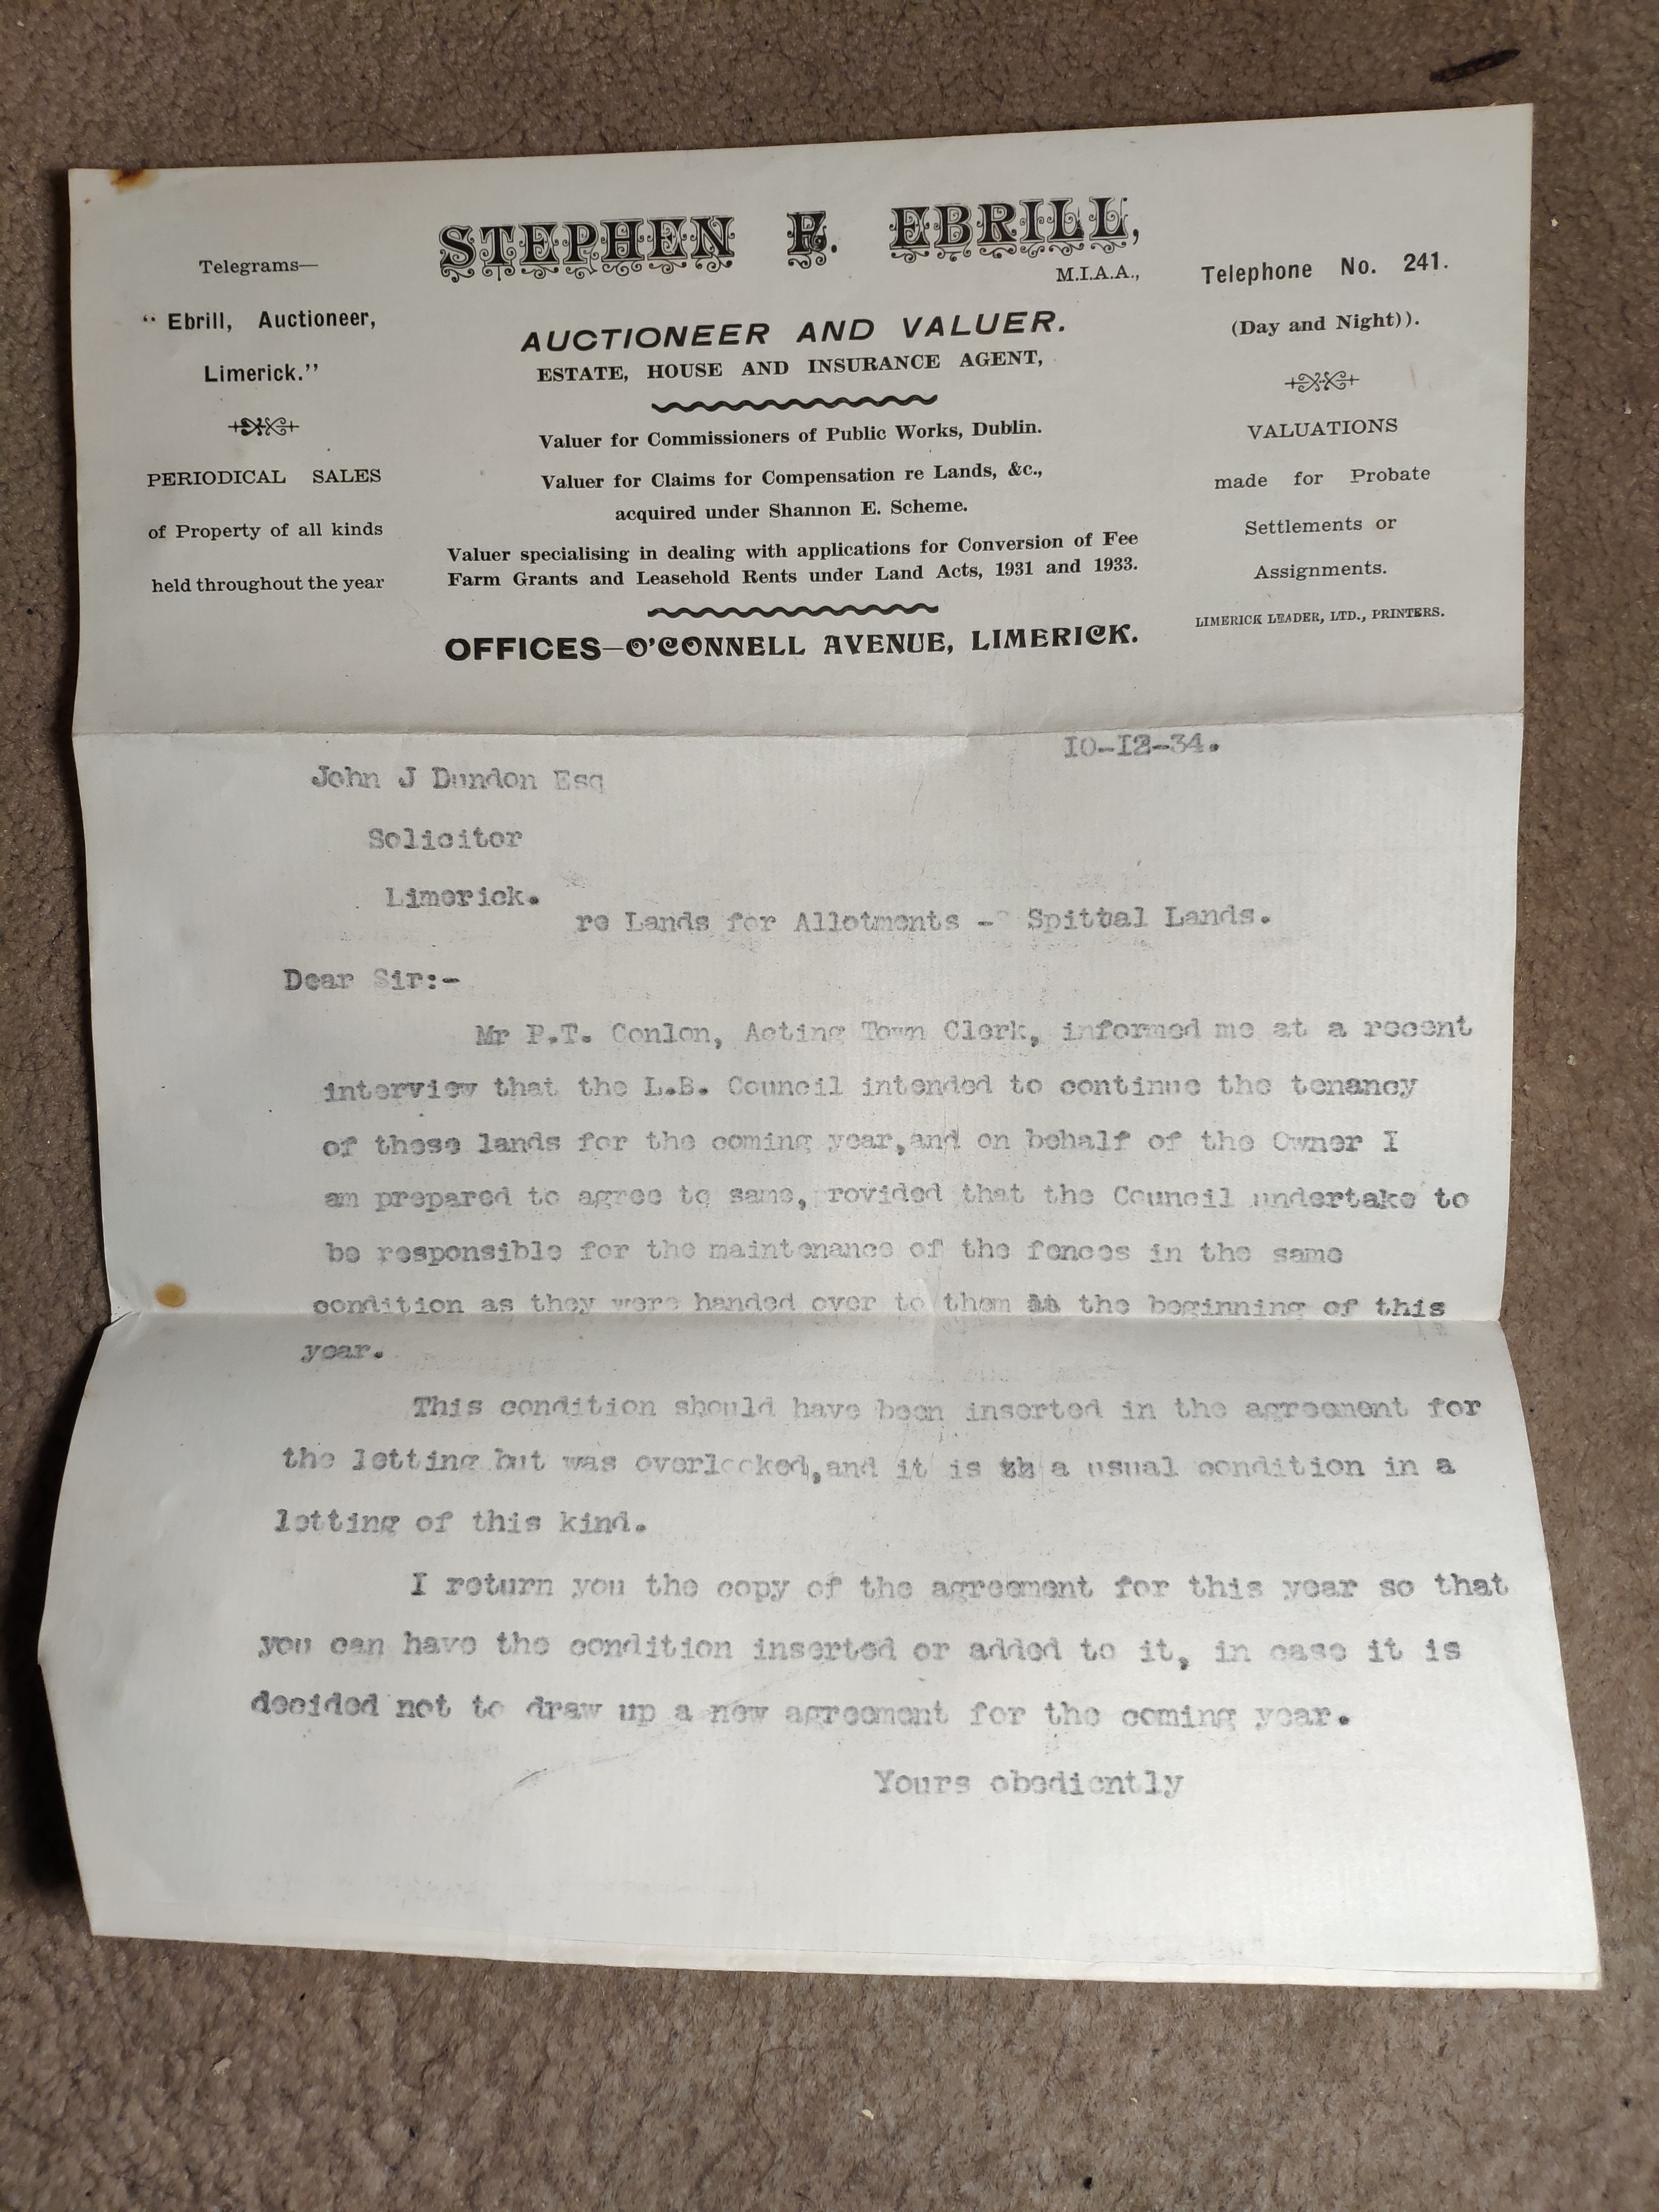 STEPHEN F. EBRILL,
M.I.A.A.,
Telegrams—
“ Ebrill, Auctioneer,
Limerick.”
PERIODICAL SALES
of Property of all kinds
held throughout the year
AUCTIONEER AND VALUER.
ESTATE, HOUSE AND INSURANCE AGENT,
Valuer for Commissioners of Public Works, Dublin.
Valuer for Claims for Compensation re Lands, &c.,
acquired under Shannon E. Scheme.
Valuer specialising in dealing with applications for Conversion of Fee
Farm Grants and Leasehold Rents under Land Acts, 1931 and 1933.
OFFICES—O'CONNELL AVENUE, LIMERICK.
Telephone No. 241.
(Day and Night)).
VALUATIONS
made for Probate
Settlements or
Assignments.
LIMERICK LEADER, LTD., PRINTERS.
IO-I2-34.
John J Dundon Esq
Solicitor
Limerick.
re Lands for Allotments - Spittal Lands.
Dear Sir:-
Mr P.T. Conlon, Acting Town Clerk, informed me at a recent
interview that the L.B. Council intended to continue the tenancy
of these lands for the coming year,and on behalf of the Owner I
am prepared to agree to same, rovided that the Council undertake to
be responsible for the maintenance of the fences in the same
condition as they were handed over to them at the beginning of this
year.
This condition should have been inserted in the agreement for
the letting but was overlooked,and it is a usual condition in a
letting of this kind.
I return you the copy of the agreement for this year so that
you can have the condition inserted or added to it, in case it is
decided not to draw up a new agreement for the coming year.
Yours obediently